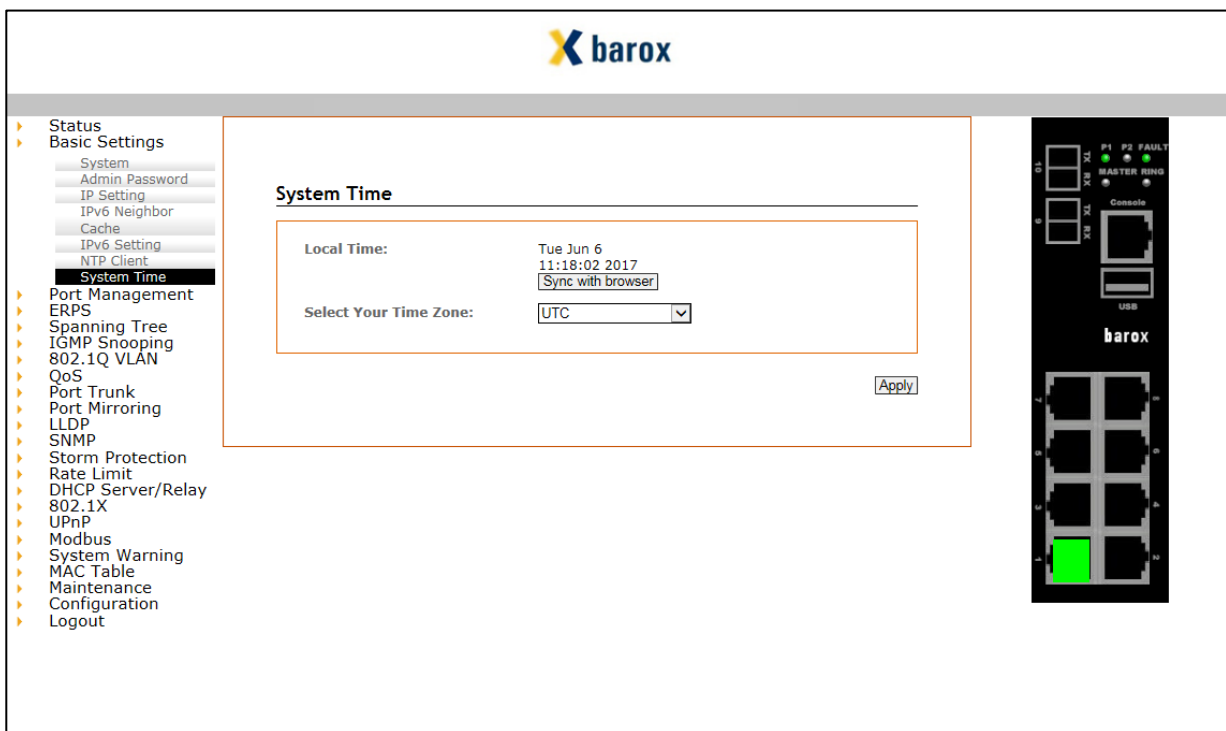 barox
Status
Basic Settings
System
Admin Password
IP Setting
IPv6 Neighbor
Cache
IPv6 Setting
NTP Client
System Time
Port Management
ERPS
Spanning Tree
IGMP Snooping
802.1Q VLAN
QoS
Port Trunk
Port Mirroring
LLDP
SNMP
Storm Protection
Rate Limit
DHCP Server/Relay
802.1X
UPnP
Modbus
System Warning
MAC Table
Maintenance
Configuration
Logout
System Time
Local Time: Tue Jun 6
11:18:02 2017
Sync with browser
Select Your Time Zone: UTC
Apply
P1 P2 FAULT
MASTER RING
10 TX RX
Console
9 TX RX
USB
barox
7 8
5 6
3 4
1 2